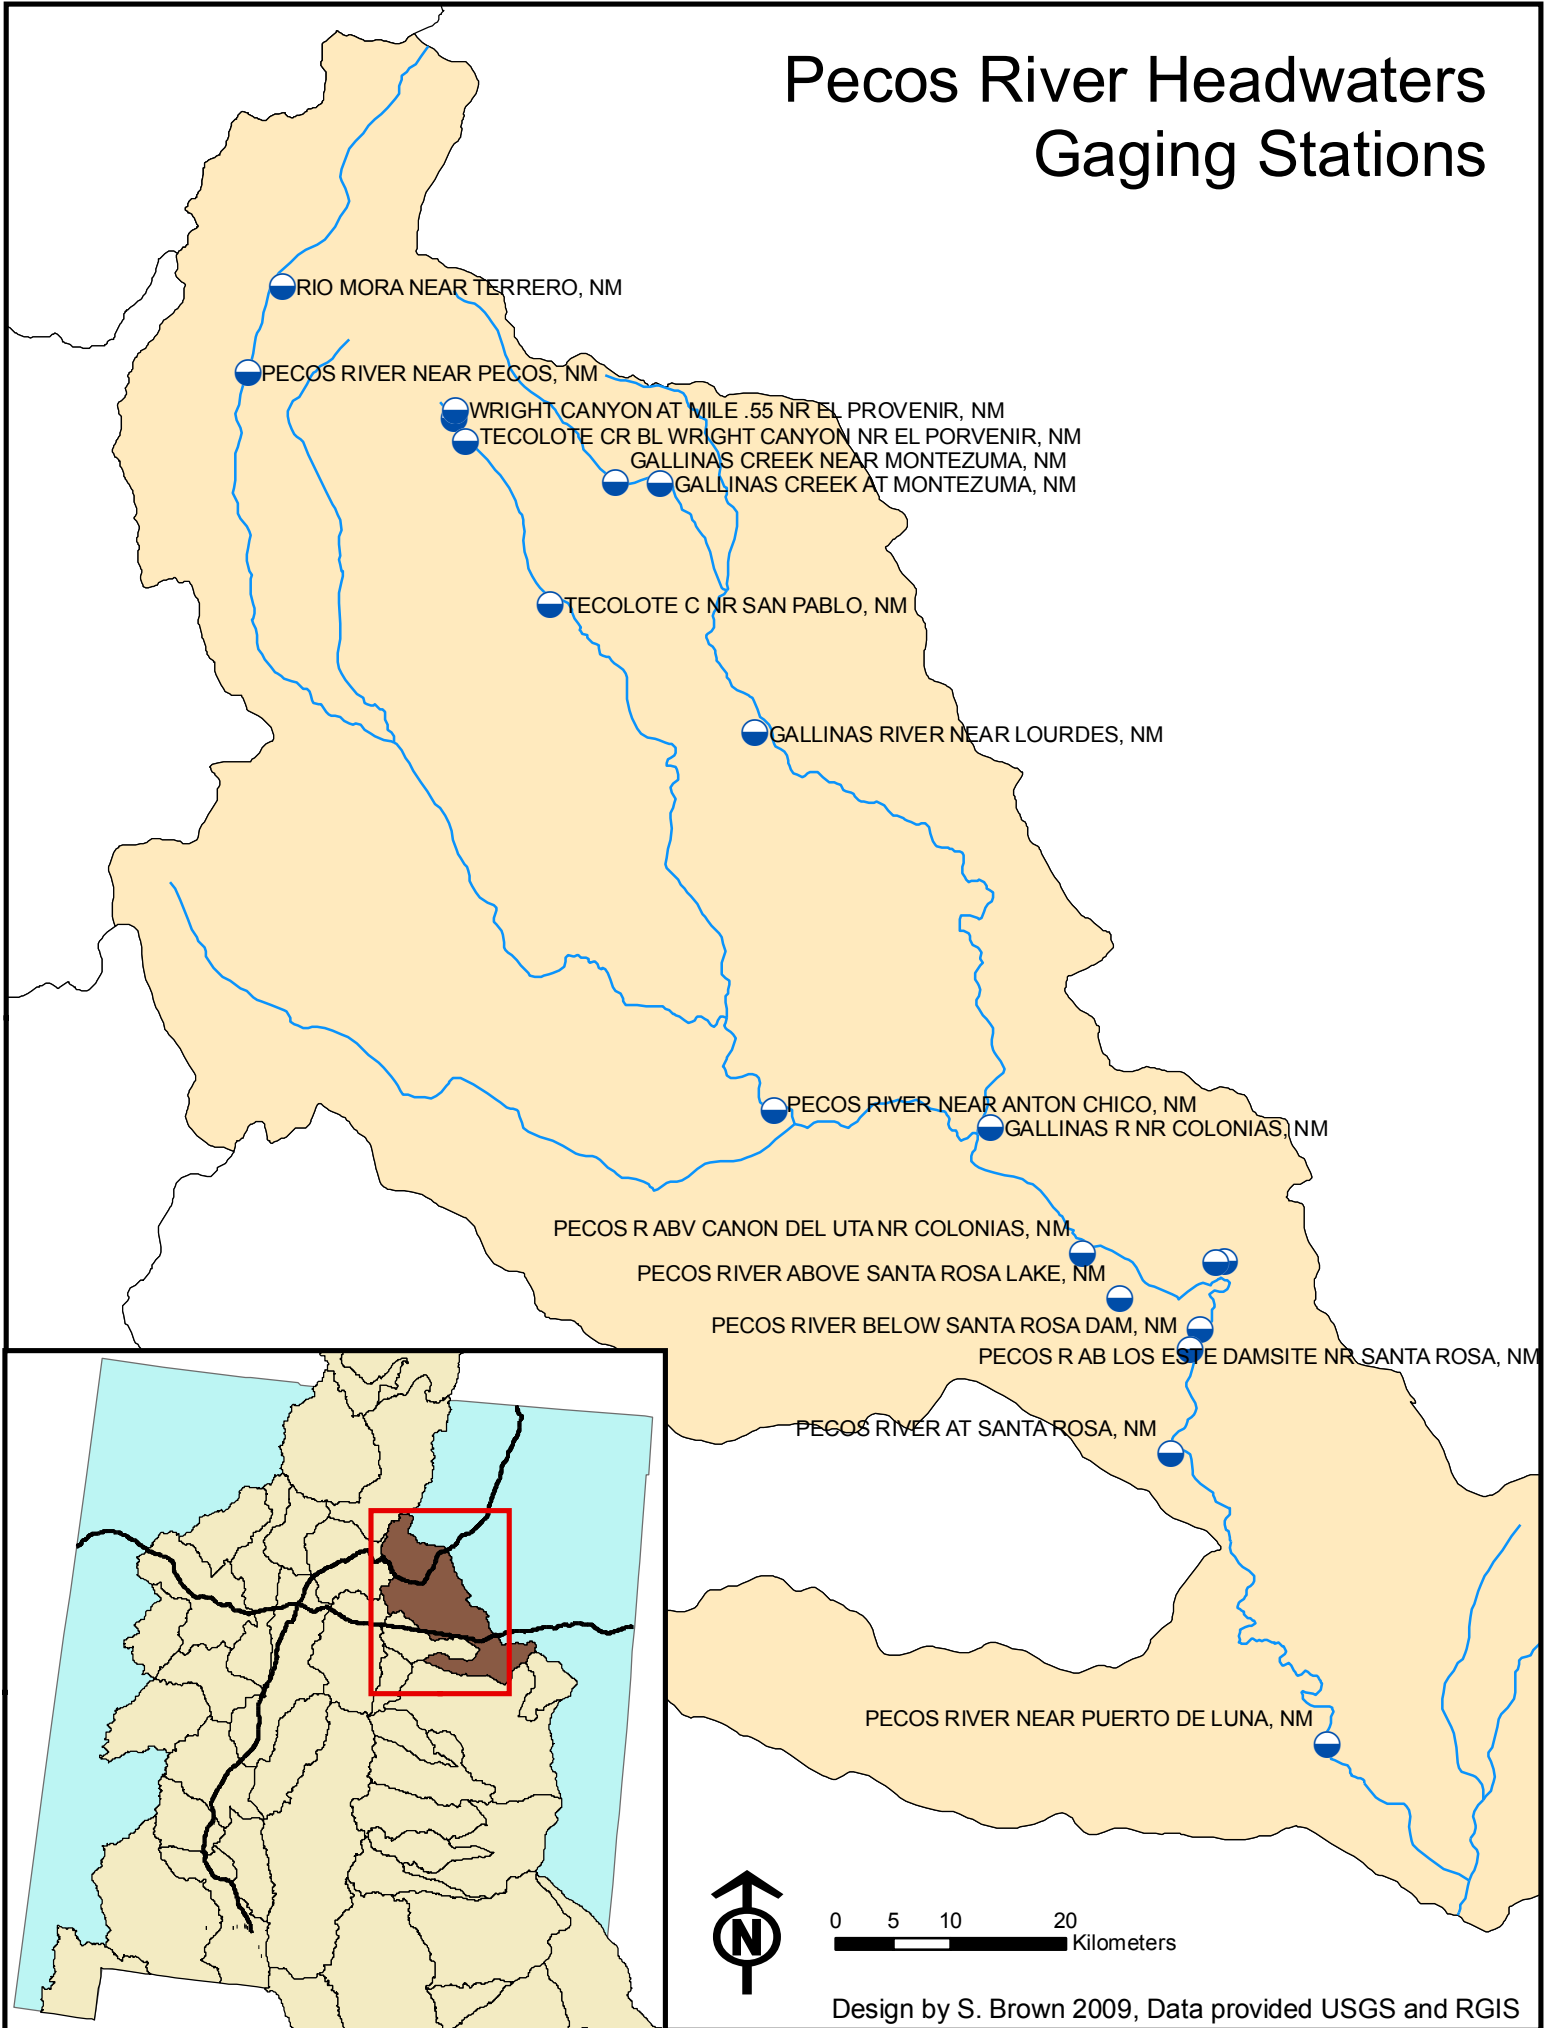 Pecos River Headwaters
Gaging Stations
RIO MORA NEAR TERRERO, NM
PECOS RIVER NEAR PECOS, NM
WRIGHT CANYON AT MILE .55 NR EL PROVENIR, NM
TECOLOTE CR BL WRIGHT CANYON NR EL PORVENIR, NM
GALLINAS CREEK NEAR MONTEZUMA, NM
GALLINAS CREEK AT MONTEZUMA, NM
TECOLOTE C NR SAN PABLO, NM
GALLINAS RIVER NEAR LOURDES, NM
PECOS RIVER NEAR ANTON CHICO, NM
GALLINAS R NR COLONIAS, NM
PECOS R ABV CANON DEL UTA NR COLONIAS, NM
PECOS RIVER ABOVE SANTA ROSA LAKE, NM
PECOS RIVER BELOW SANTA ROSA DAM, NM
PECOS R AB LOS ESTE DAMSITE NR SANTA ROSA, NM
PECOS RIVER AT SANTA ROSA, NM
PECOS RIVER NEAR PUERTO DE LUNA, NM
N
0 5 10 20
Kilometers
Design by S. Brown 2009, Data provided USGS and RGIS